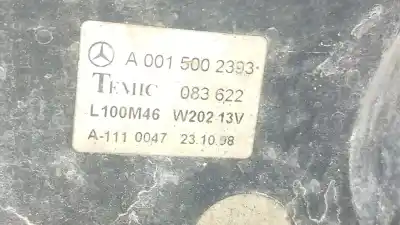 A 001 500 2393
TEMIC 083 622
L100M46 W202 13V
A-111 0047 23.10.98